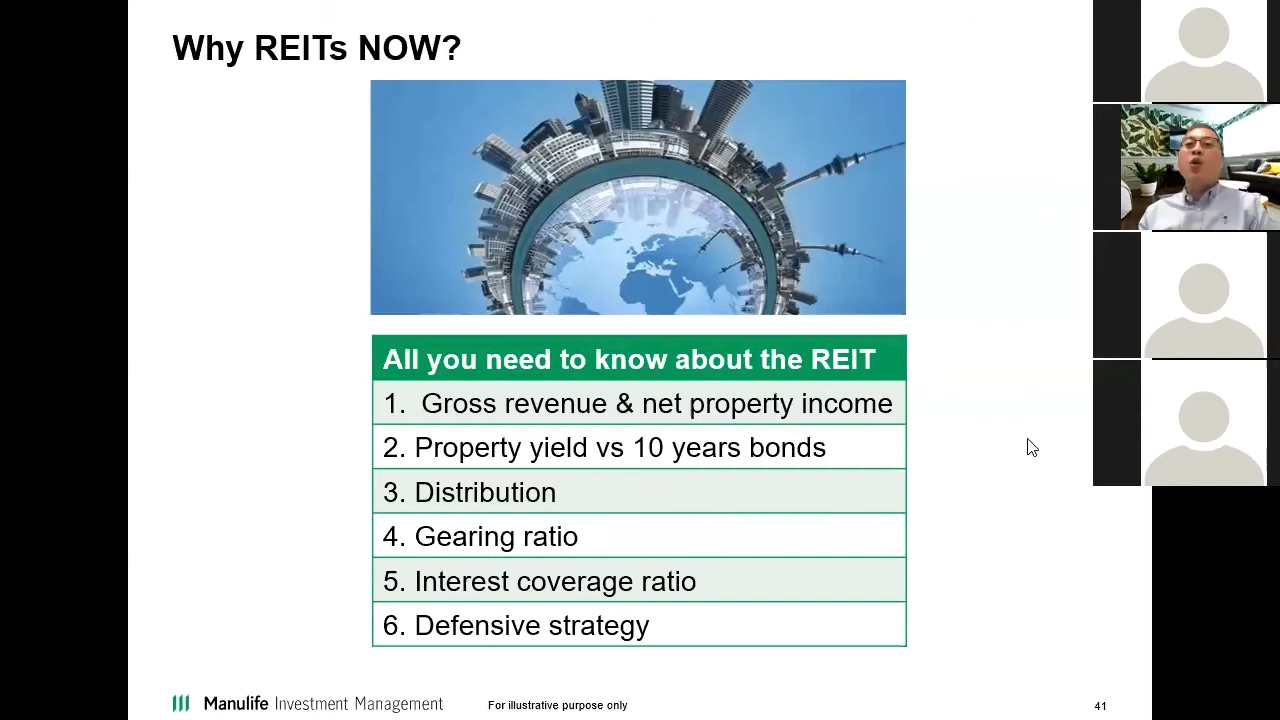 Why REITs NOW?
All you need to know about the REIT
1. Gross revenue & net property income
2. Property yield vs 10 years bonds
3. Distribution
4. Gearing ratio
5. Interest coverage ratio
6. Defensive strategy
Manulife Investment Management
For illustrative purpose only
41